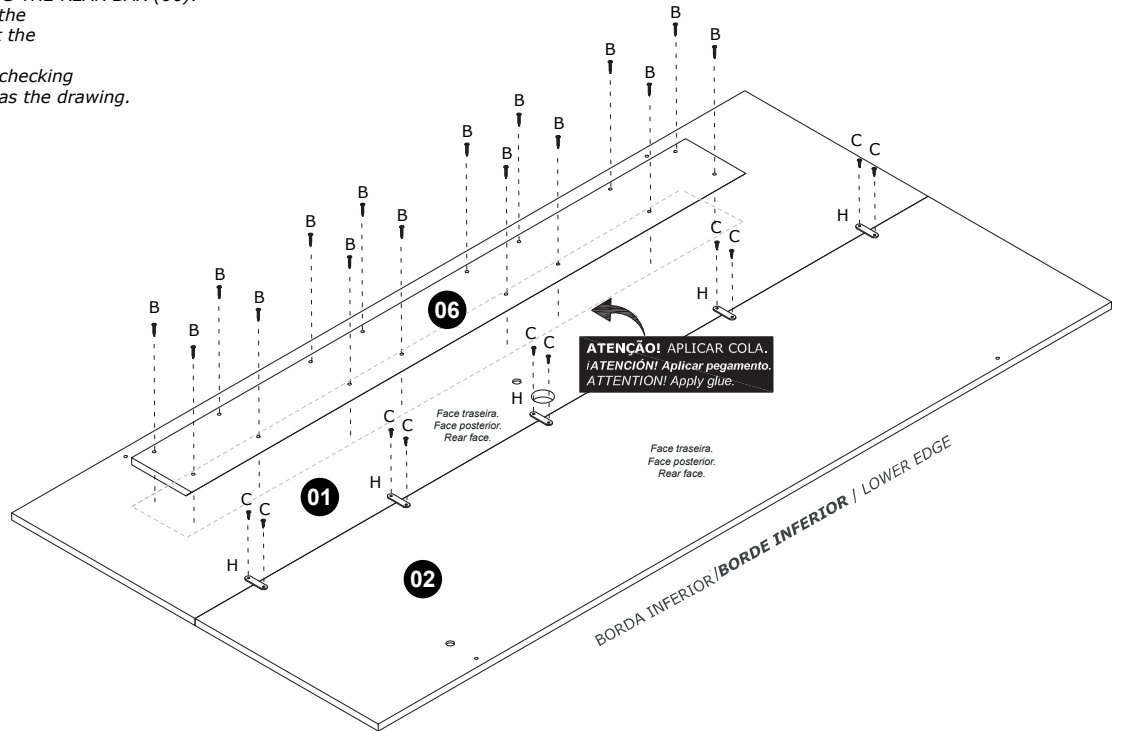 THE REAR BAR (06).
the
the
checking
as the drawing.
B
B
B
B
B
B
B
B
C C
B
B
B
B
H
C C
B
B
H
06
B
B
ATENÇÃO! APLICAR COLA.
¡ATENCIÓN! Aplicar pegamento.
ATTENTION! Apply glue.
C C
H
Face traseira.
Face posterior.
Rear face.
C C
Face traseira.
Face posterior.
Rear face.
H
01
C C
H
02
BORDA INFERIOR/BORDE INFERIOR / LOWER EDGE